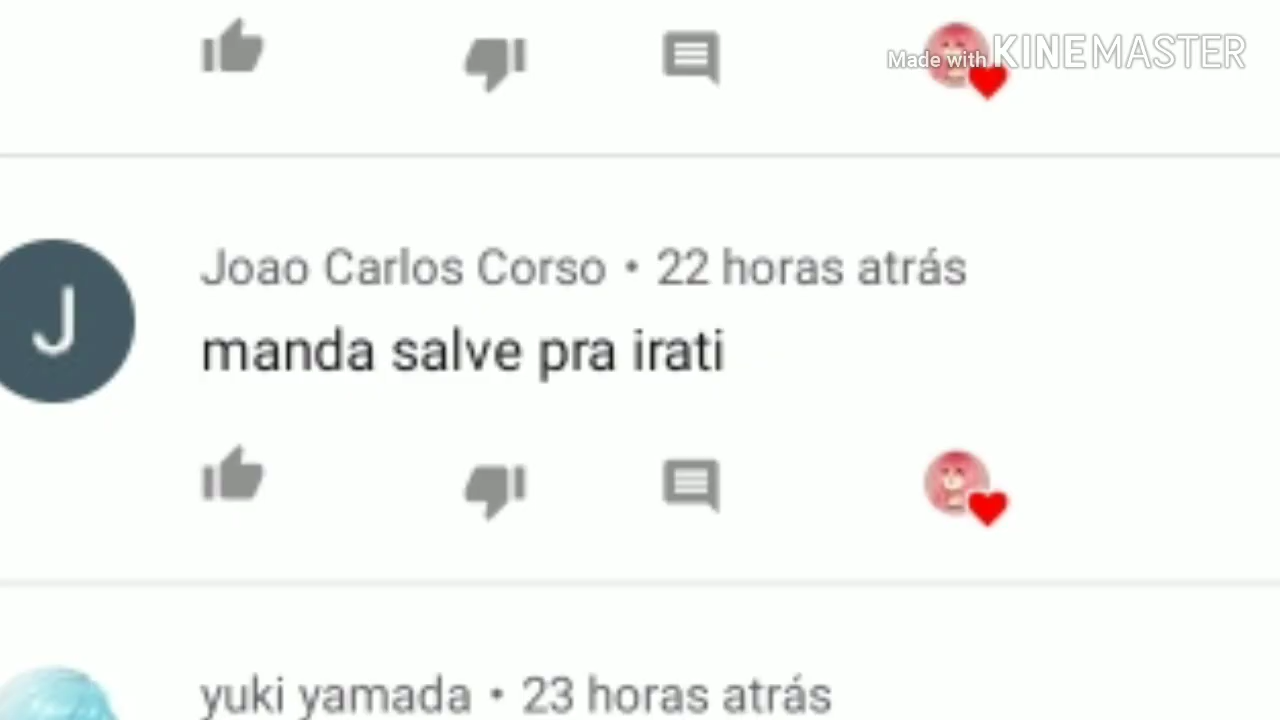 Made with KINEMASTER
J
Joao Carlos Corso • 22 horas atrás
manda salve pra irati
yuki yamada • 23 horas atrás